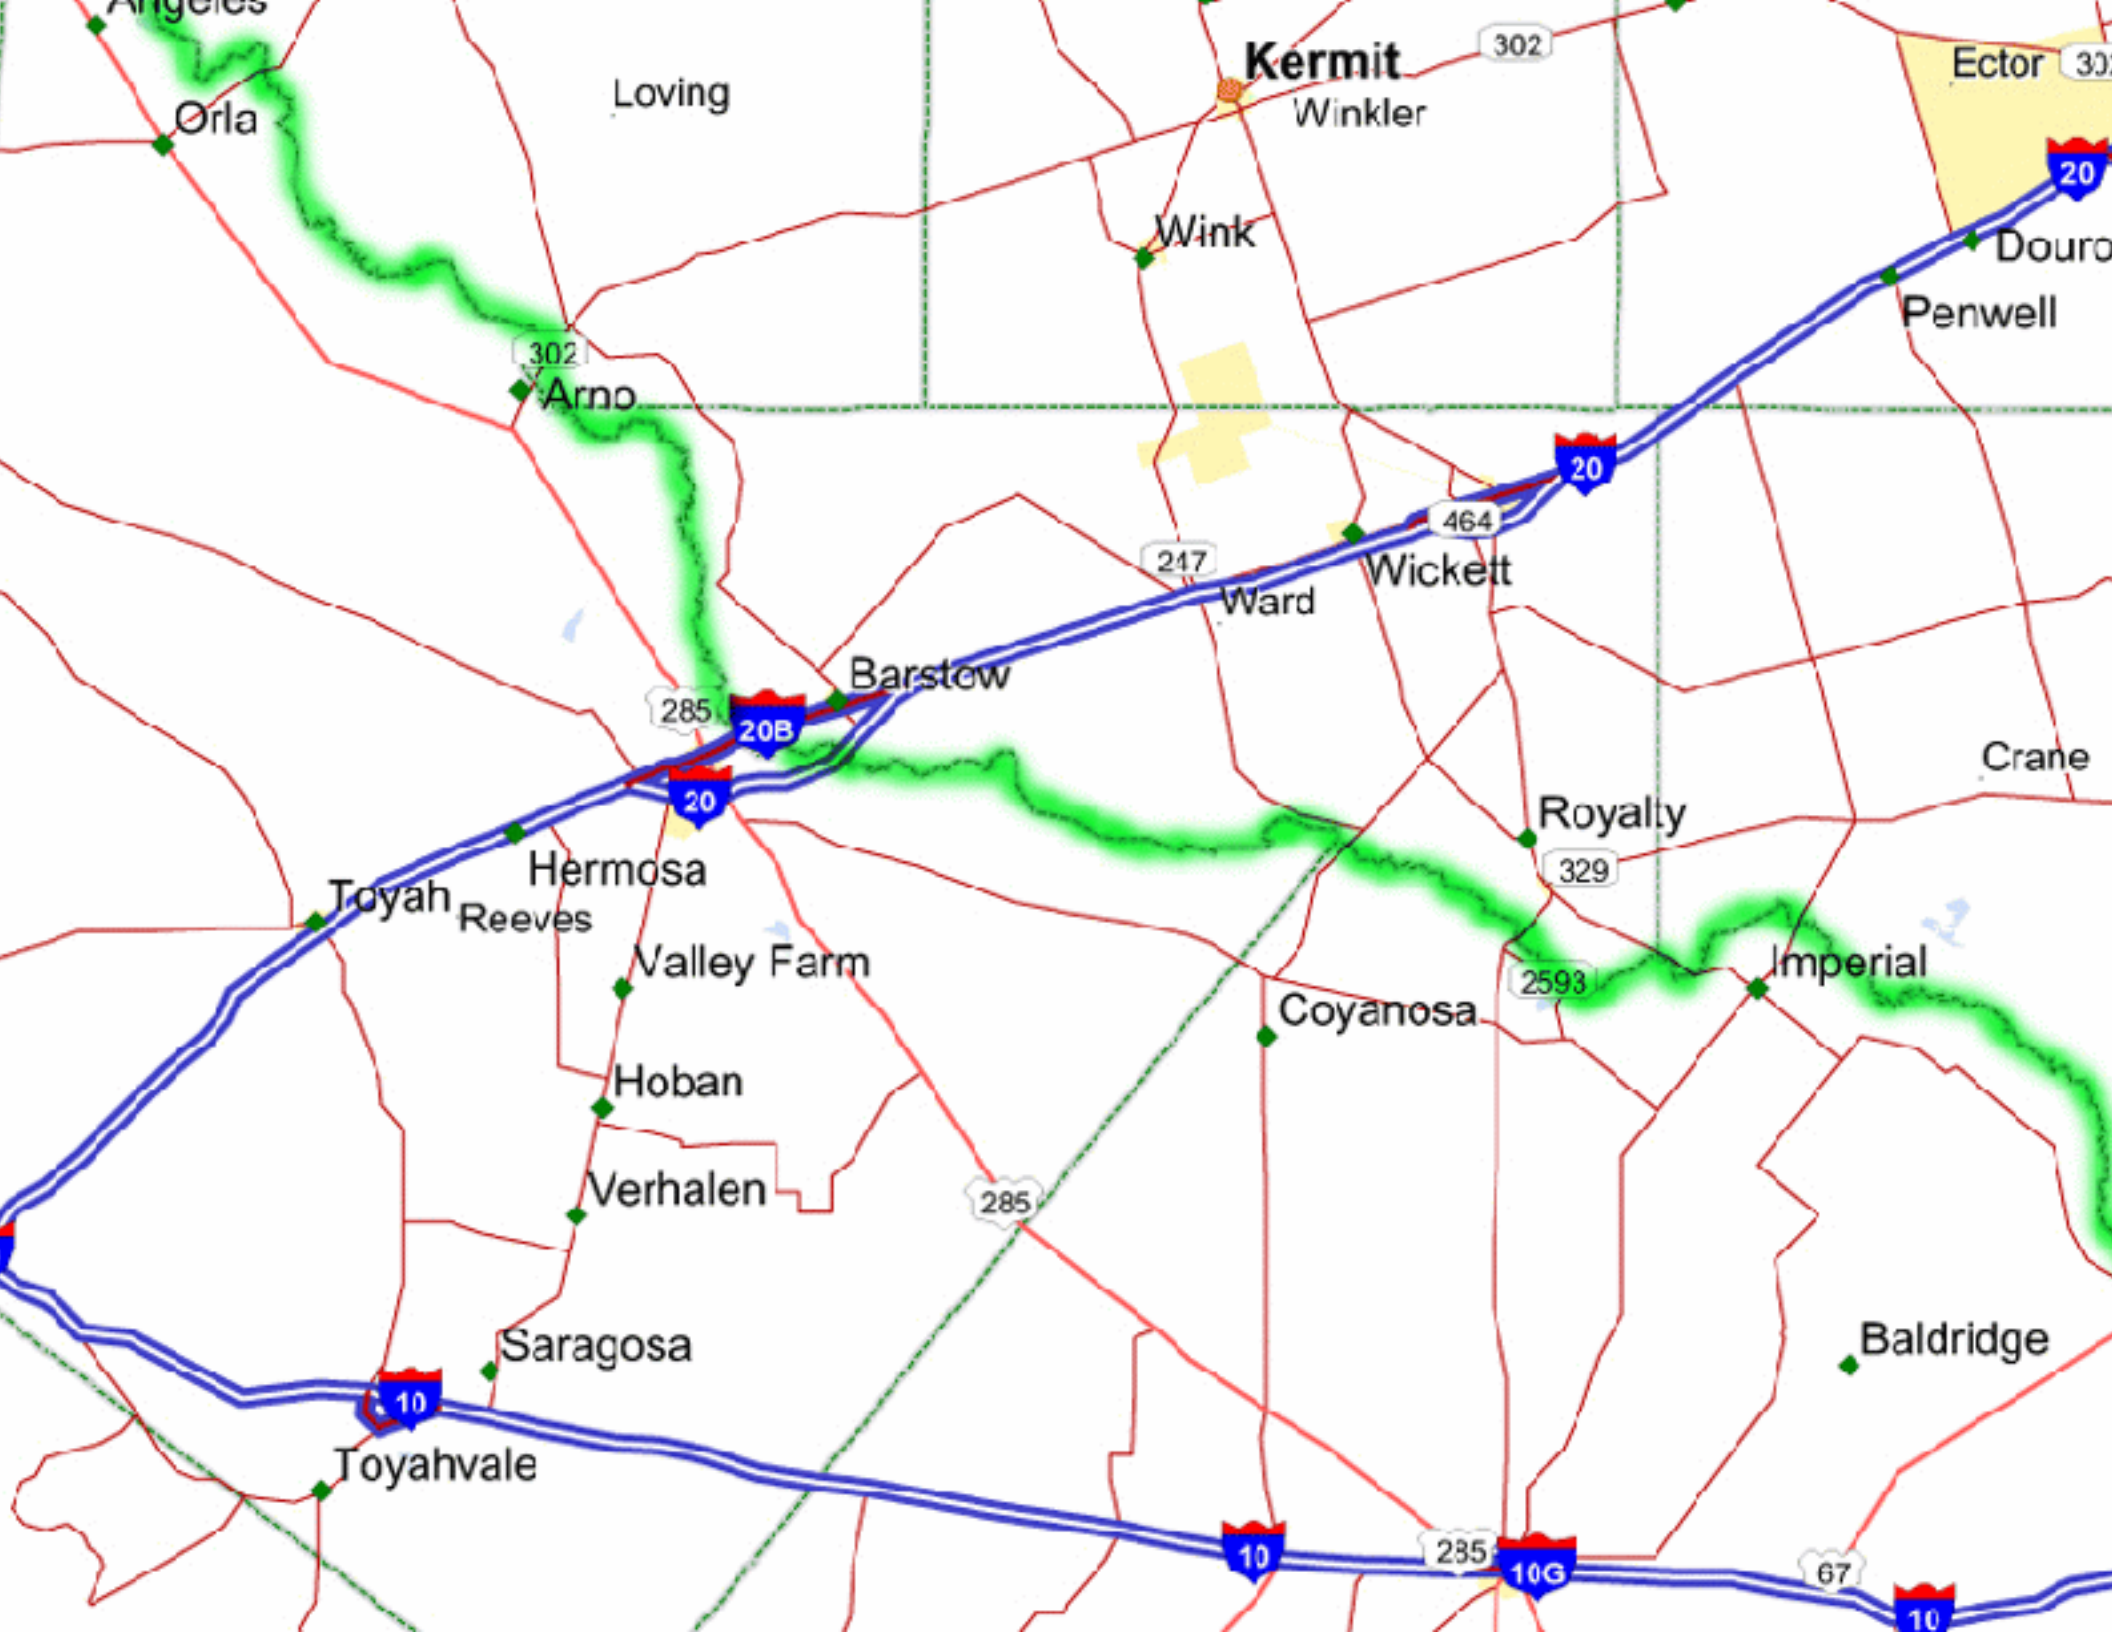 Angeles
Kermit
302
Ector
302
Loving
Winkler
Orla
20
Wink
Douro
Penwell
302
Arno
20
464
247
Wickett
Ward
Barstow
285
20B
Crane
20
Royalty
329
Hermosa
Toyah
Reeves
Valley Farm
Imperial
2593
Coyanosa
Hoban
Verhalen
285
Saragosa
Baldridge
10
Toyahvale
10
285
10G
67
10